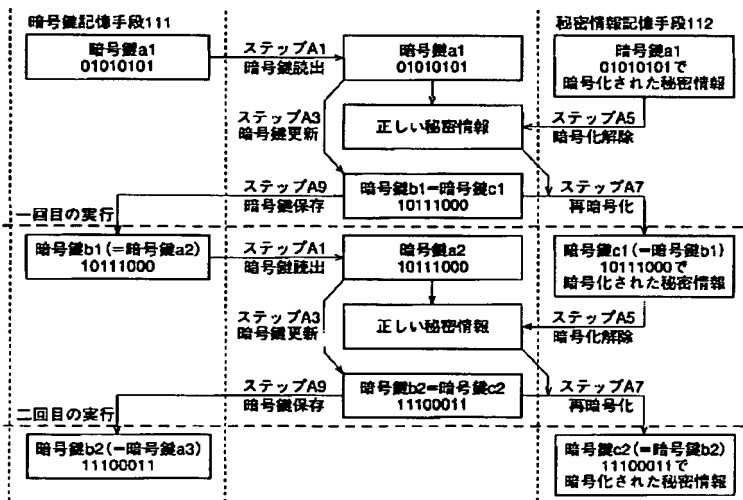 暗号鍵記憶手段111
秘密情報記憶手段112
暗号鍵a1
01010101
ステップA1
暗号鍵読出
暗号鍵a1
01010101
暗号鍵a1
01010101で
暗号化された秘密情報
ステップA3
暗号鍵更新
正しい秘密情報
ステップA5
暗号化解除
ステップA9
暗号鍵保存
暗号鍵b1=暗号鍵c1
10111000
ステップA7
再暗号化
一回目の実行
暗号鍵b1(=暗号鍵a2)
10111000
ステップA1
暗号鍵読出
暗号鍵a2
10111000
暗号鍵c1(=暗号鍵b1)
10111000で
暗号化された秘密情報
ステップA3
暗号鍵更新
正しい秘密情報
ステップA5
暗号化解除
ステップA9
暗号鍵保存
暗号鍵b2=暗号鍵c2
11100011
ステップA7
再暗号化
二回目の実行
暗号鍵b2(=暗号鍵a3)
11100011
暗号鍵c2(=暗号鍵b2)
11100011で
暗号化された秘密情報